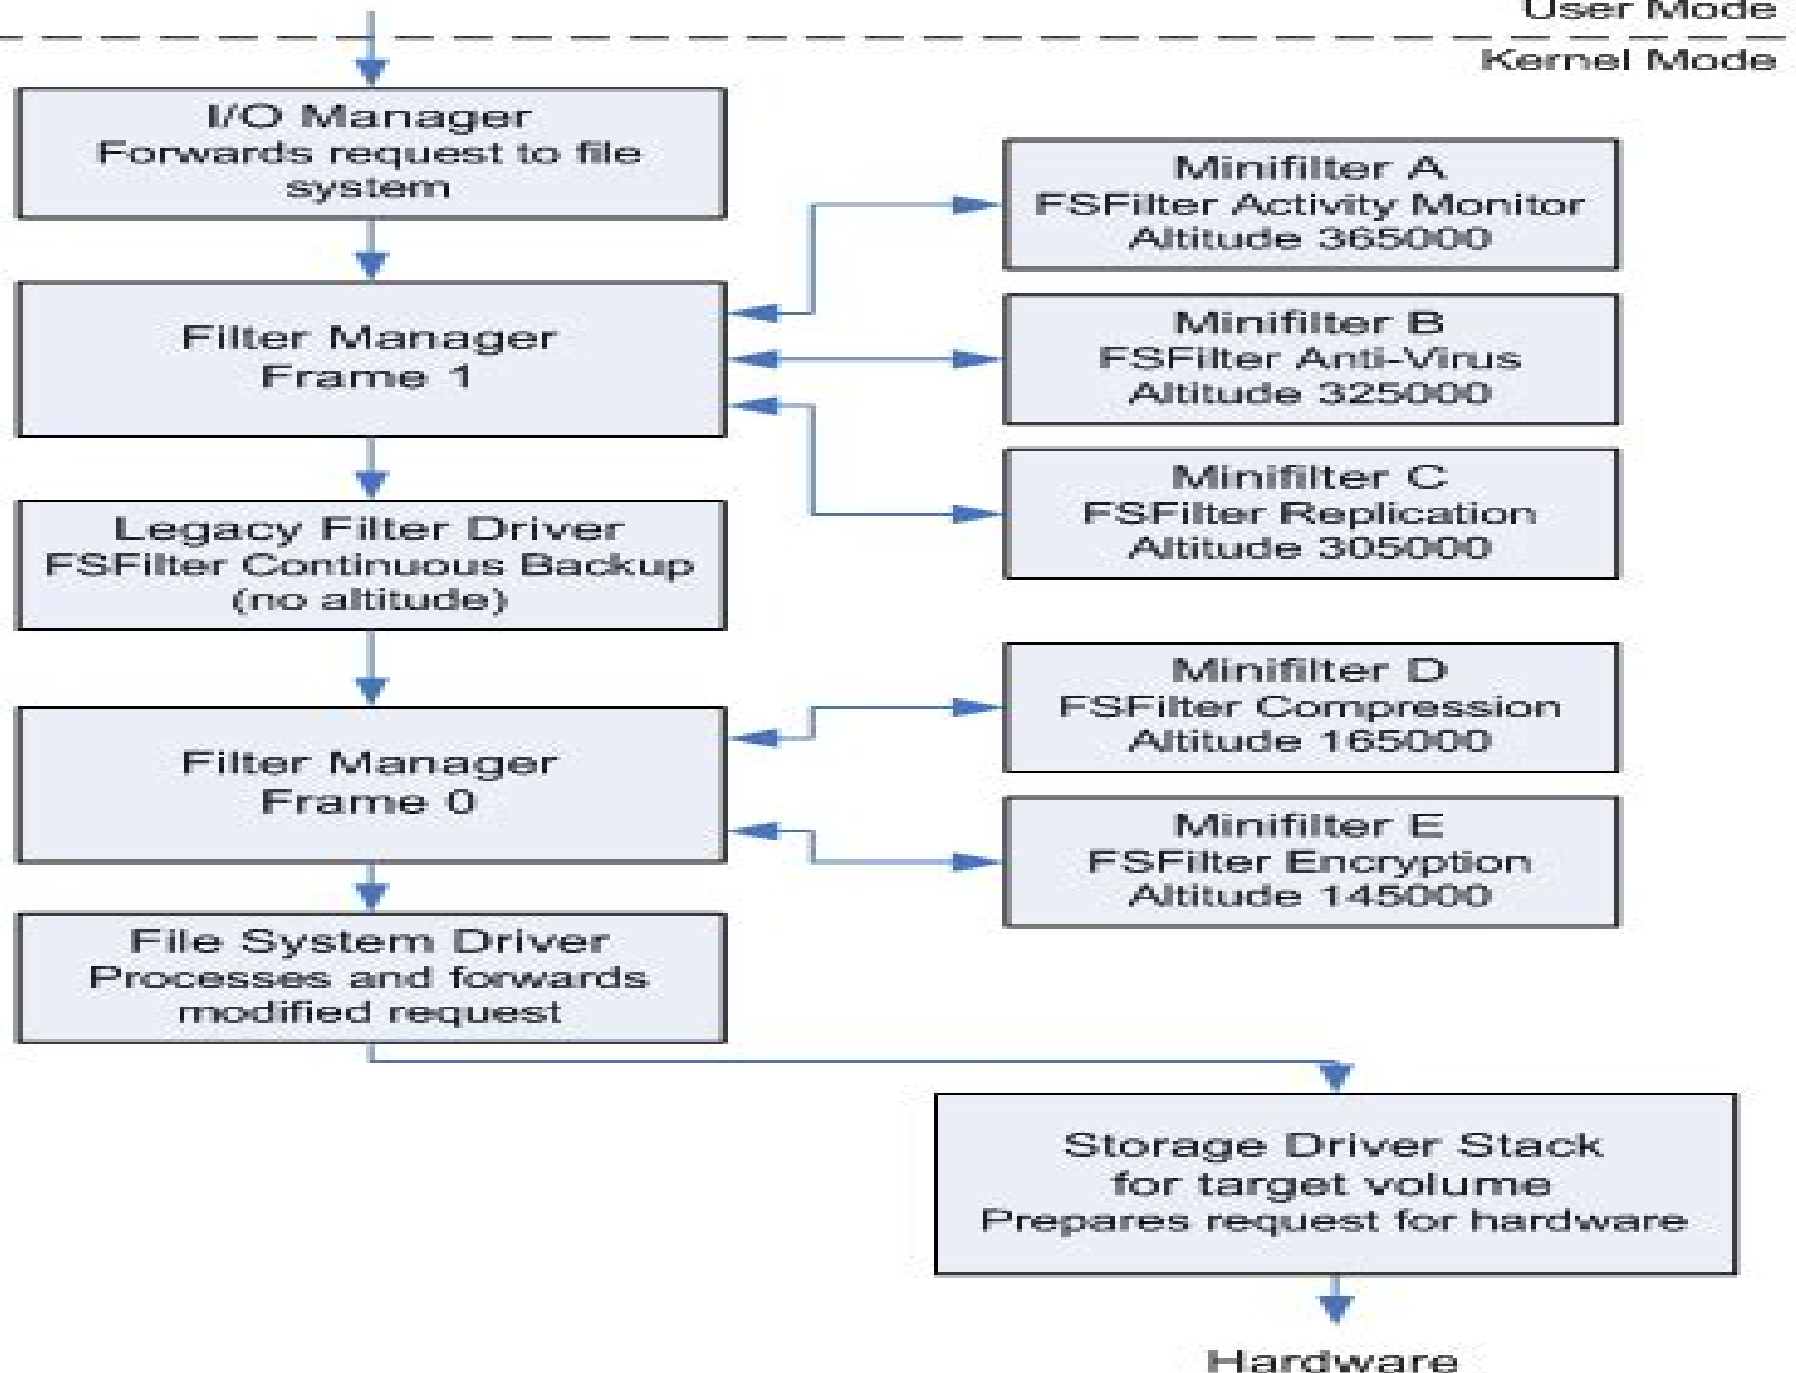 User Mode
Kernel Mode
I/O Manager
Forwards request to file
system
Minifilter A
FSFilter Activity Monitor
Altitude 365000
Filter Manager
Frame 1
Minifilter B
FSFilter Anti-Virus
Altitude 325000
Minifilter C
FSFilter Replication
Altitude 305000
Legacy Filter Driver
FSFilter Continuous Backup
(no altitude)
Minifilter D
FSFilter Compression
Altitude 165000
Filter Manager
Frame 0
Minifilter E
FSFilter Encryption
Altitude 145000
File System Driver
Processes and forwards
modified request
Storage Driver Stack
for target volume
Prepares request for hardware
Hardware